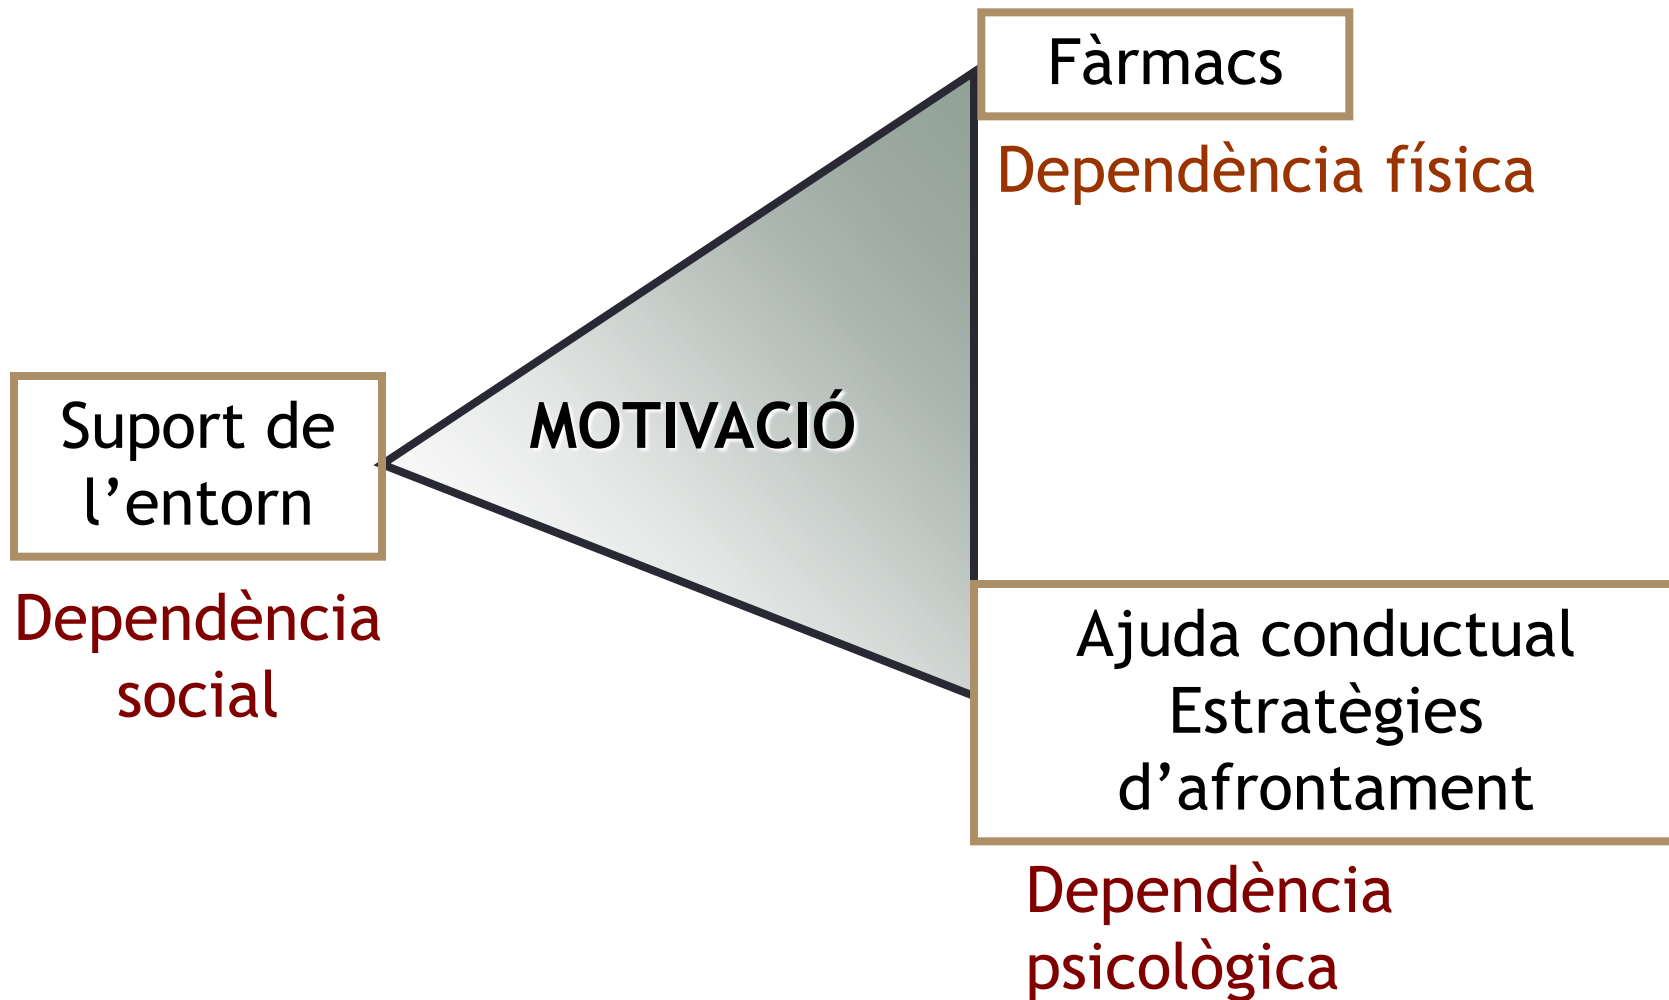 Fàrmacs
Dependència física
MOTIVACIÓ
Suport de
l’entorn
Dependència
social
Ajuda conductual
Estratègies
d’afrontament
Dependència
psicològica